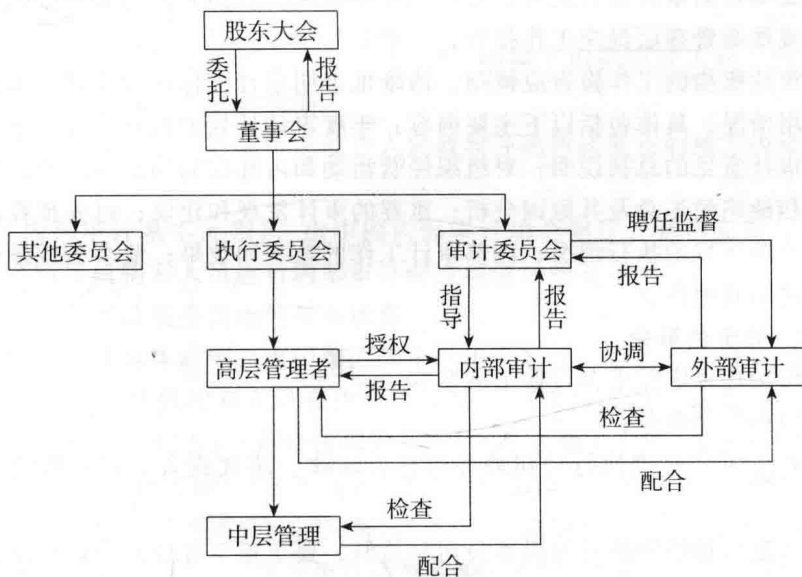 股东大会
委托
报告
董事会
聘任监督
其他委员会
执行委员会
审计委员会
报告
指导
报告
授权
协调
高层管理者
内部审计
外部审计
报告
检查
配合
检查
中层管理
配合